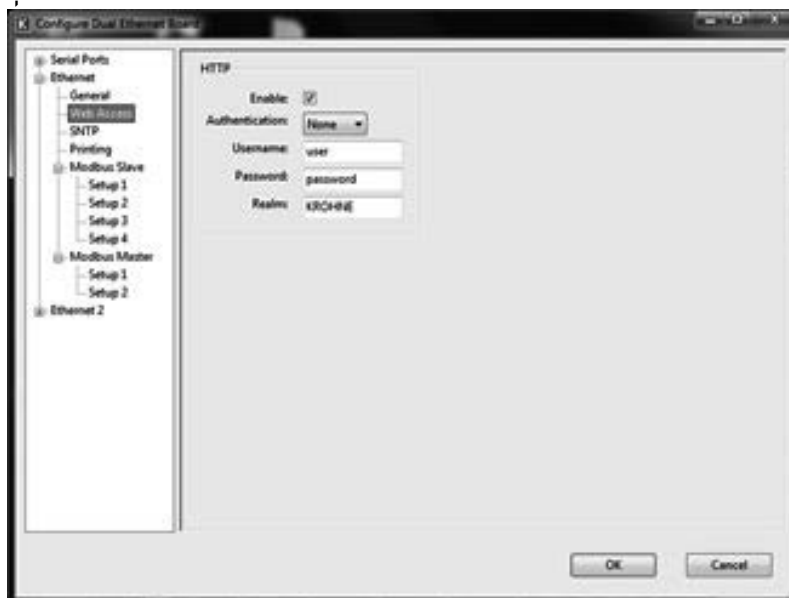 Configure Dual Ethernet Board
Serial Ports
Ethernet
General
Web Access
SNTP
Printing
Modbus Slave
Setup 1
Setup 2
Setup 3
Setup 4
Modbus Master
Setup 1
Setup 2
Ethernet 2
HTTP
Enable:
Authentication: None
Username: user
Password: password
Realm: KROHNE
OK
Cancel